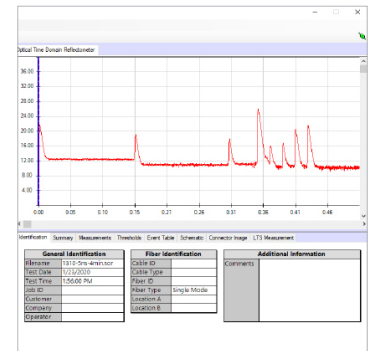 Optical Time Domain Reflectometer
36.00
32.00
28.00
24.00
20.00
16.00
12.00
8.00
4.00
0.00 0.05 0.10 0.15 0.21 0.26 0.31 0.36 0.41 0.46
Identification Summary Measurements Thresholds Event Table Schematic Connector Image LTS Measurement
General Identification
Filename 1310-5ns-4min.sor
Test Date 1/23/2020
Test Time 1:56:00 PM
Job ID
Customer
Company
Operator
Fiber Identification
Cable ID
Cable Type
Fiber ID
Fiber Type Single Mode
Location A
Location B
Additional Information
Comments